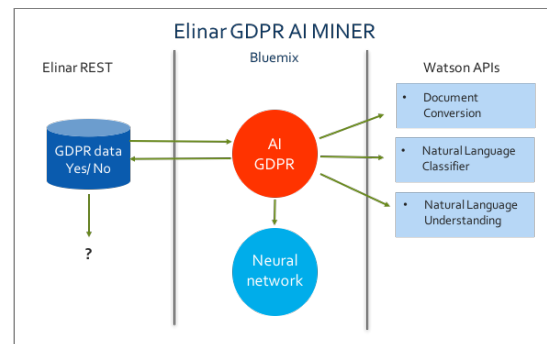 Elinar GDPR AI MINER
Elinar REST
Bluemix
Watson APIs
GDPR data
Yes/ No
?
AI
GDPR
Neural
network
• Document
Conversion
• Natural Language
Classifier
• Natural Language
Understanding